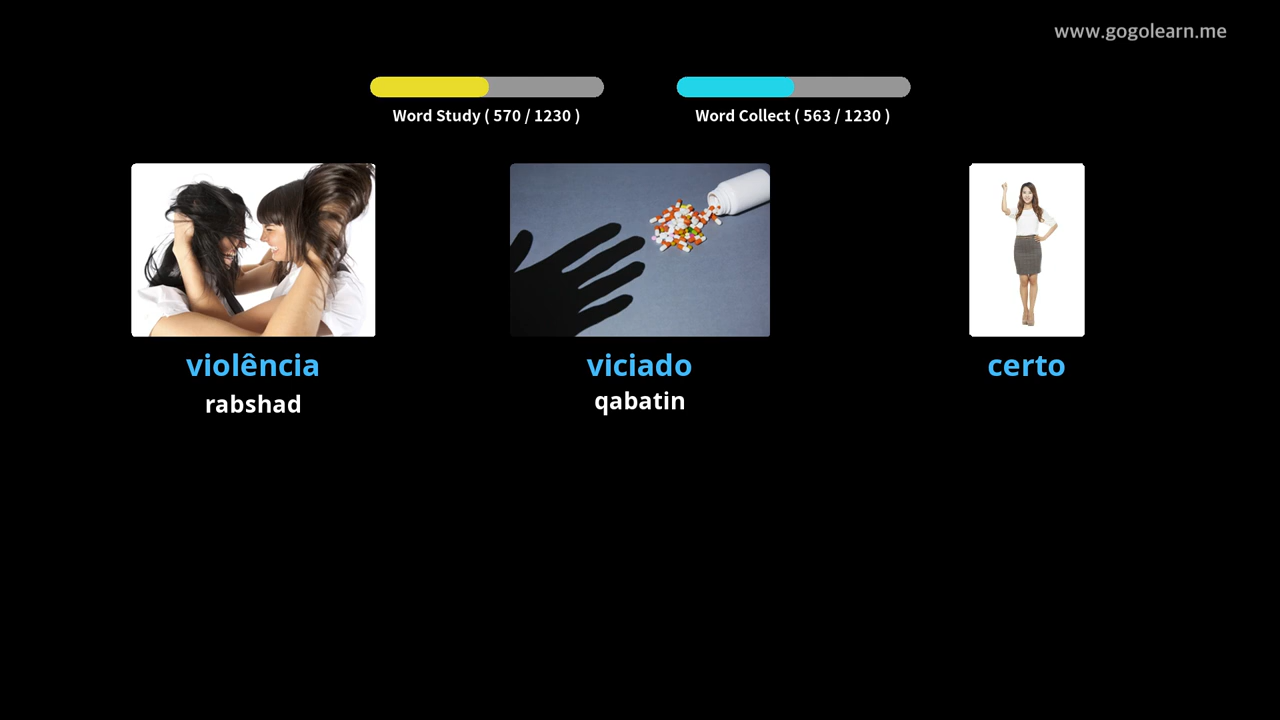 www.gogolearn.me
Word Study ( 570 / 1230 )
Word Collect ( 563 / 1230 )
violência
rabshad
viciado
qabatin
certo